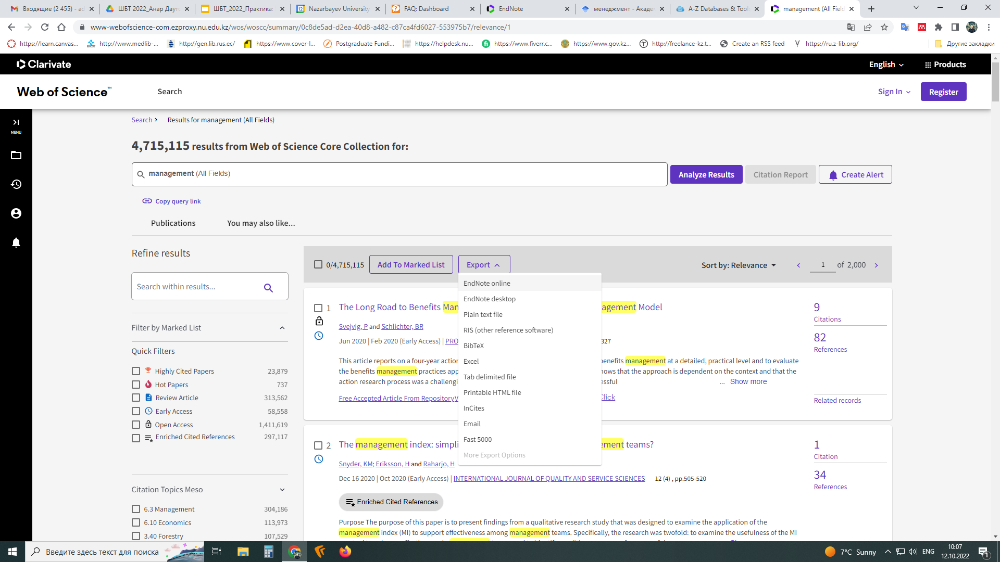 Входящие (2 455) - ad
ШБТ 2022_Анар Даутс
ШБТ_2022_Практика:
Nazarbayev University
FAQ: Dashboard
EndNote
менеджмент - Акаде
A-Z Databases & Tool
management (All Field
www-webofscience-com.ezproxy.nu.edu.kz/wos/woscc/summary/0c8de5ad-d2ea-40d8-a482-c87ca4fd6027-553975b7/relevance/1
https://learn.canvas...
http://www.medlib-...
http://gen.lib.rus.ec/
https://www.cover-l...
Postgraduate Fundi...
https://helpdesk.nu...
https://www.fiverr.c...
https://www.gov.kz...
http://freelance-kz.t...
Create an RSS feed
https://ru.z-lib.org/
Другие закладки
Clarivate
English
Products
Web of Science™
Search
Sign In
Register
MENU
Search > Results for management (All Fields)
4,715,115 results from Web of Science Core Collection for:
management (All Fields)
Analyze Results
Citation Report
Create Alert
Copy query link
Publications
You may also like...
Refine results
Search within results...
Filter by Marked List
Quick Filters
Highly Cited Papers 23,879
Hot Papers 737
Review Article 313,562
Early Access 58,558
Open Access 1,411,619
Enriched Cited References 297,117
Citation Topics Meso
6.3 Management 304,186
6.10 Economics 113,973
3.40 Forestry 107,529
0/4,715,115
Add To Marked List
Export
Sort by: Relevance
1 of 2,000
EndNote online
EndNote desktop
Plain text file
RIS (other reference software)
BibTeX
Excel
Tab delimited file
Printable HTML file
InCites
Email
Fast 5000
More Export Options
1 The Long Road to Benefits Man agement Model
Svejvig, P and Schlichter, BR
Jun 2020 | Feb 2020 (Early Access) | PRO 327
This article reports on a four-year action benefits management at a detailed, practical level and to evaluate
the benefits management practices app hows that the approach is dependent on the context and that the
action research process was a challengi ssful ... Show more
Free Accepted Article From Repository V Click
9
Citations
82
References
Related records
2 The management index: simpli ement teams?
Snyder, KM; Eriksson, H and Raharjo, H
Dec 16 2020 | Oct 2020 (Early Access) | INTERNATIONAL JOURNAL OF QUALITY AND SERVICE SCIENCES 12 (4) , pp.505-520
Enriched Cited References
Purpose The purpose of this paper is to present findings from a qualitative research study that was designed to examine the application of the
management index (MI) to support effectiveness among management teams. Specifically, the research was twofold: to examine the usefulness of the MI
1
Citation
34
References
Введите здесь текст для поиска
7°C Sunny
ENG
10:07
12.10.2022
1